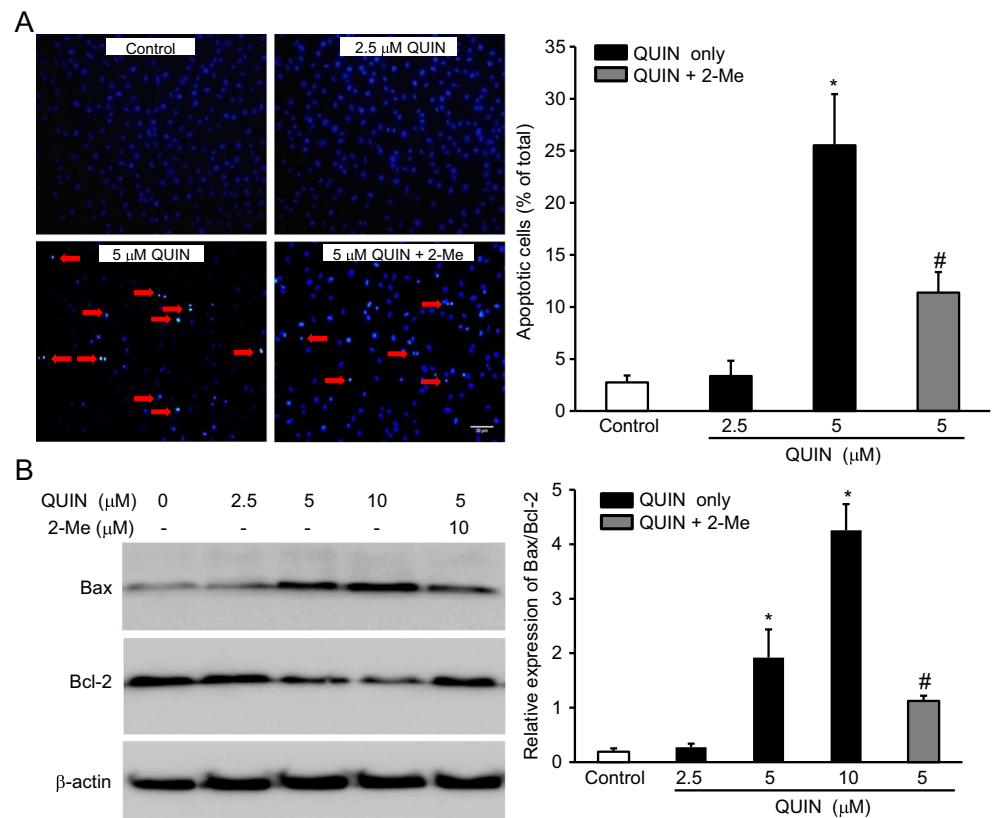 A
Control
2.5 μM QUIN
5 μM QUIN
5 μM QUIN + 2-Me
20 μm
Apoptotic cells (% of total)
35
30
25
20
15
10
5
0
QUIN only
QUIN + 2-Me
*
#
Control 2.5 5 5
QUIN (μM)
B
QUIN (μM) 0 2.5 5 10 5
2-Me (μM) - - - - 10
Bax
Bcl-2
β-actin
Relative expression of Bax/Bcl-2
5
4
3
2
1
0
QUIN only
QUIN + 2-Me
*
*
#
Control 2.5 5 10 5
QUIN (μM)